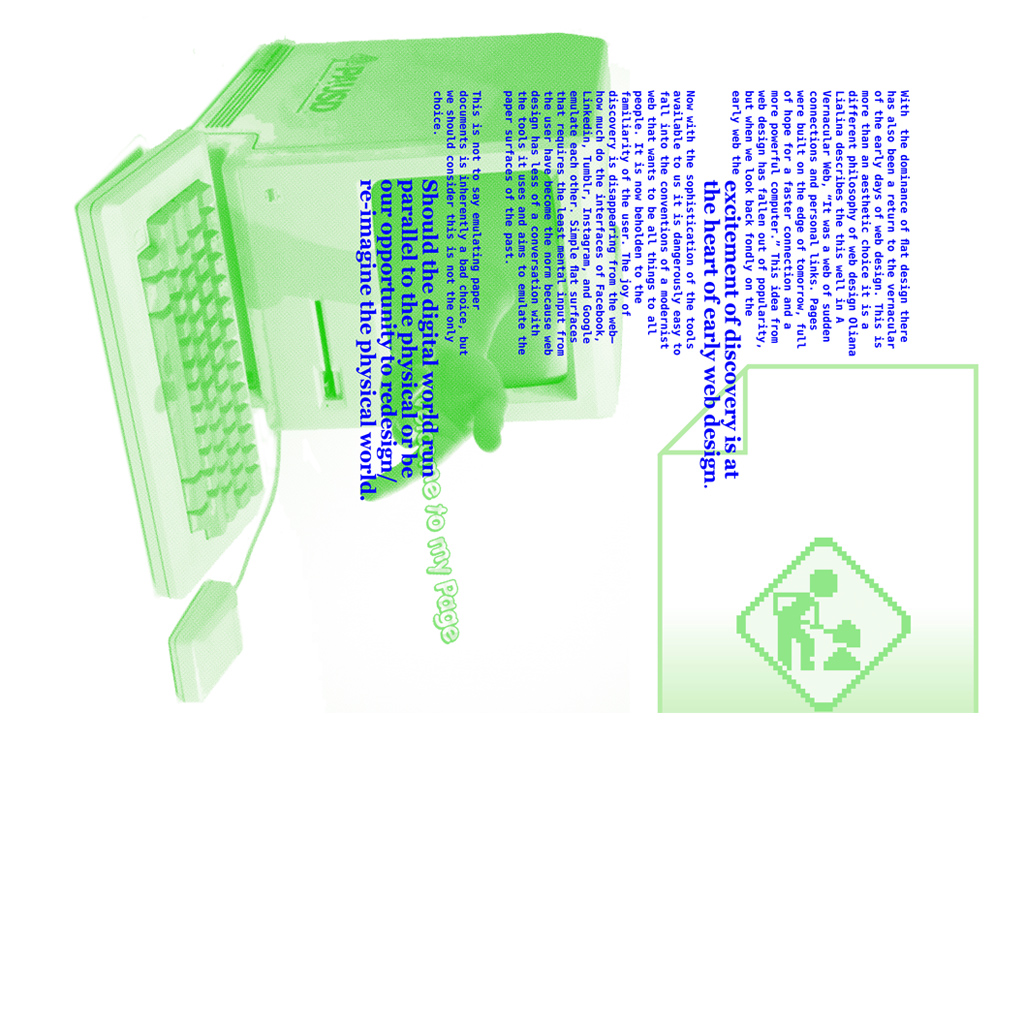 With the dominance of flat design there
has also been a return to the vernacular
of the early days of web design. This is
more than an aesthetic choice it is a
different philosophy of web design Oliana
Lialina describes the this well in A
Vernacular Web, “It was a web of sudden
connections and personal links. Pages
were built on the edge of tomorrow, full
of hope for a faster connection and a
more powerful computer.” This idea from
web design has fallen out of popularity,
but when we look back fondly on the
early web the
excitement of discovery is at
the heart of early web design.
Now with the sophistication of the tools
available to us it is dangerously easy to
fall into the conventions of a modernist
web that wants to be all things to all
people. It is now beholden to the
familiarity of the user. The joy of
discovery is disappearing from the web—
how much do the interfaces of Facebook,
Linkedin, Tumblr, Instagram, and Google
emulate each other. Simple flat surfaces
that requires the least mental input from
the user have become the norm because web
design has less of a conversation with
the tools it uses and aims to emulate the
paper surfaces of the past.
This is not to say emulating paper
documents is inherently a bad choice, but
we should consider this is not the only
choice.
Should the digital world run
parallel to the physical or be
our opportunity to redesign/
re-imagine the physical world.
me to my Page
PAUSD